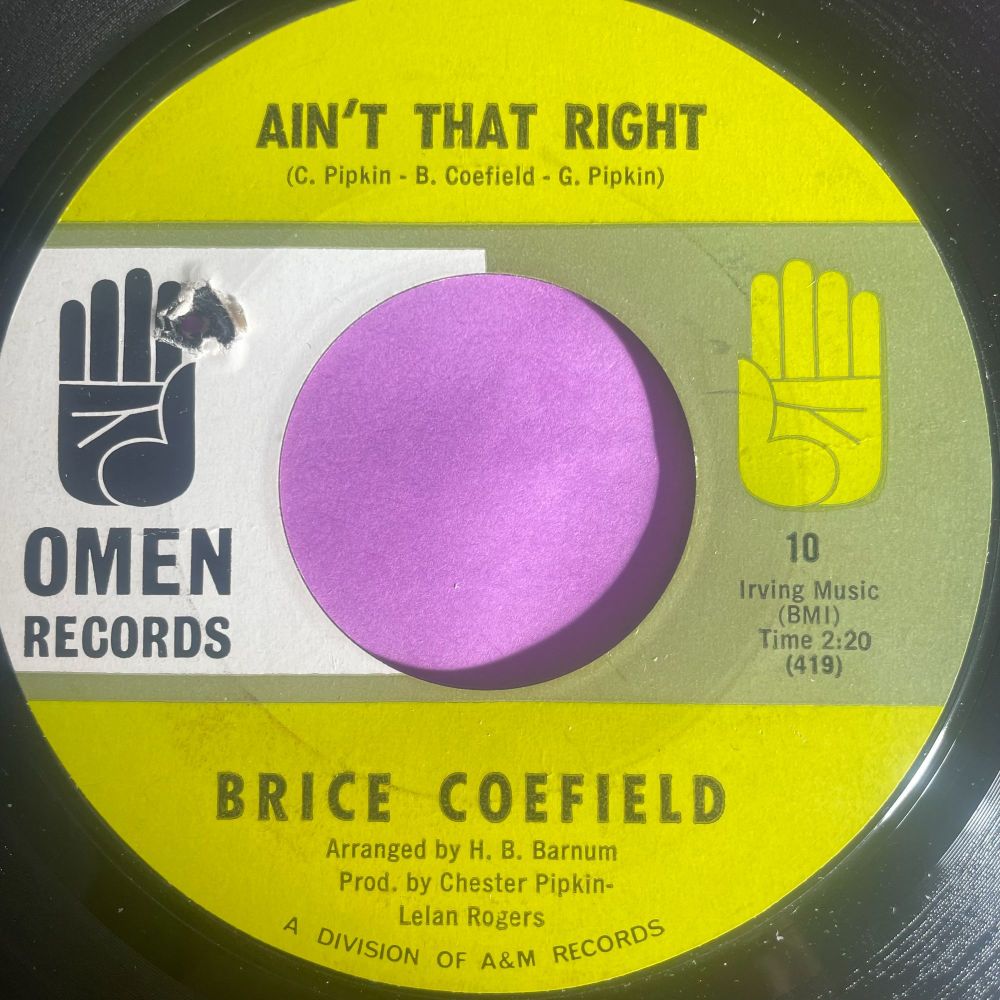 AIN'T THAT RIGHT
(C. Pipkin - B. Coefield - G. Pipkin)
OMEN
RECORDS
10
Irving Music
(BMI)
Time 2:20
(419)
BRICE COEFIELD
Arranged by H. B. Barnum
Prod. by Chester Pipkin-
Lelan Rogers
A DIVISION OF A&M RECORDS